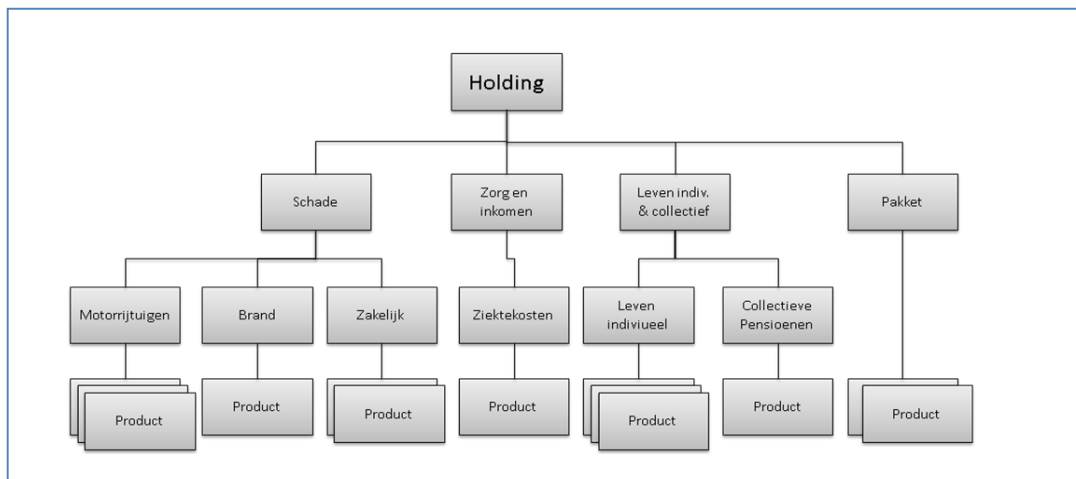 Holding
Schade
Zorg en
inkomen
Leven indiv.
& collectief
Pakket
Motorrijtuigen
Brand
Zakelijk
Ziektekosten
Leven
indiviueel
Collectieve
Pensioenen
Product
Product
Product
Product
Product
Product
Product